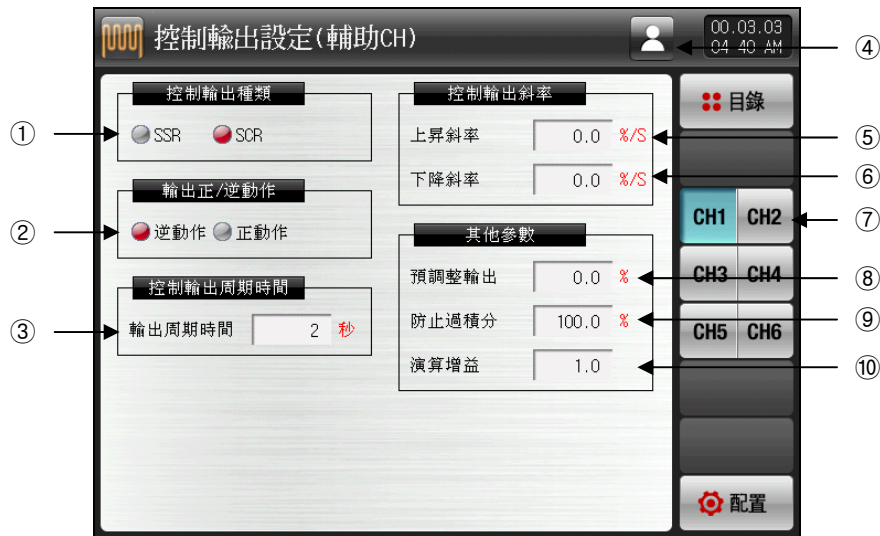 控制輸出設定(輔助CH)
00.03.03
04 40 AM
④
控制輸出種類
① SSR SCR
輸出正/逆動作
② 逆動作 正動作
控制輸出周期時間
③ 輸出周期時間 2 秒
控制輸出斜率
上昇斜率 0.0 %/S ⑤
下降斜率 0.0 %/S ⑥
其他參數
預調整輸出 0.0 % ⑧
防止過積分 100.0 % ⑨
演算增益 1.0 ⑩
目錄
CH1 CH2 ⑦
CH3 CH4
CH5 CH6
配置